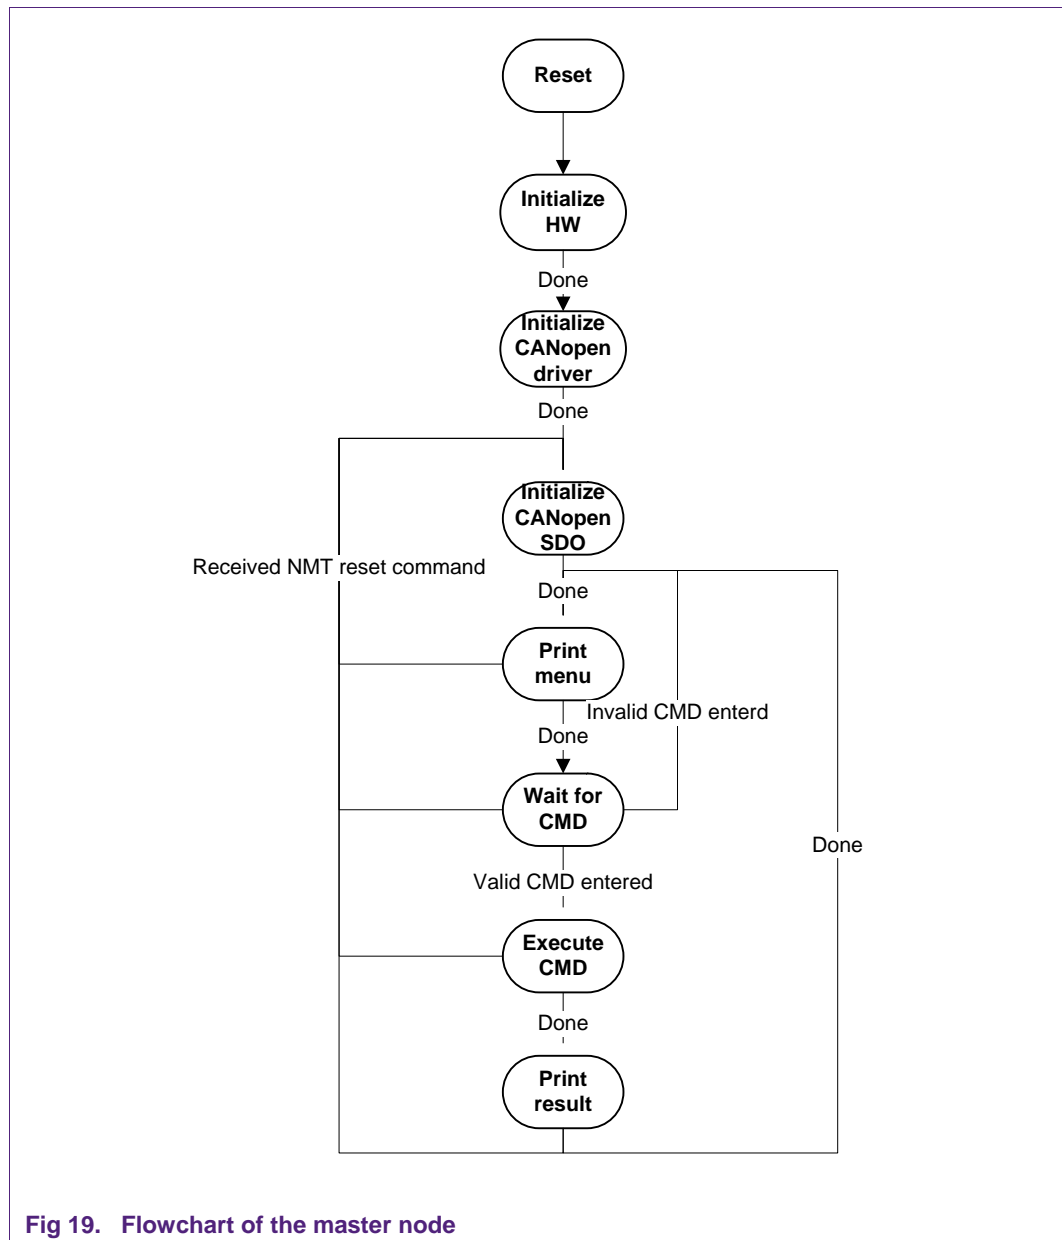 Reset
Initialize
HW
Done
Initialize
CANopen
driver
Done
Initialize
CANopen
SDO
Received NMT reset command
Done
Print
menu
Invalid CMD enterd
Done
Wait for
CMD
Done
Valid CMD entered
Execute
CMD
Done
Print
result
Fig 19. Flowchart of the master node